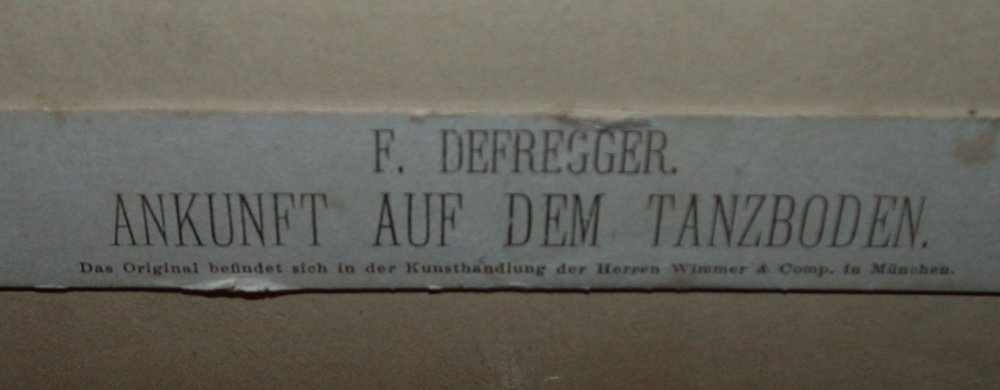 F. DEFREGGER.
ANKUNFT AUF DEM TANZBODEN.
Das Original befindet sich in der Kunsthandlung der Herren Wimmer & Comp. in München.